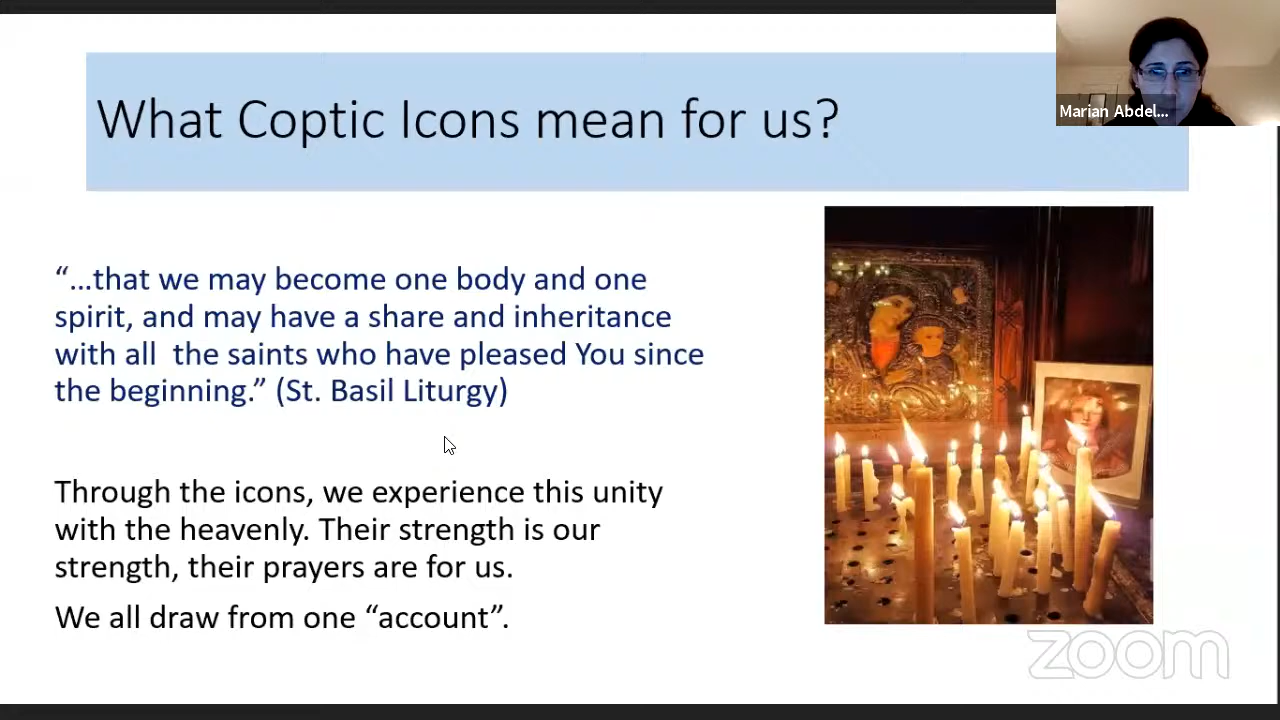 What Coptic Icons mean for us?
Marian Abdel...
“...that we may become one body and one
spirit, and may have a share and inheritance
with all  the saints who have pleased You since
the beginning.” (St. Basil Liturgy)
Through the icons, we experience this unity
with the heavenly. Their strength is our
strength, their prayers are for us.
We all draw from one “account”.
zoom